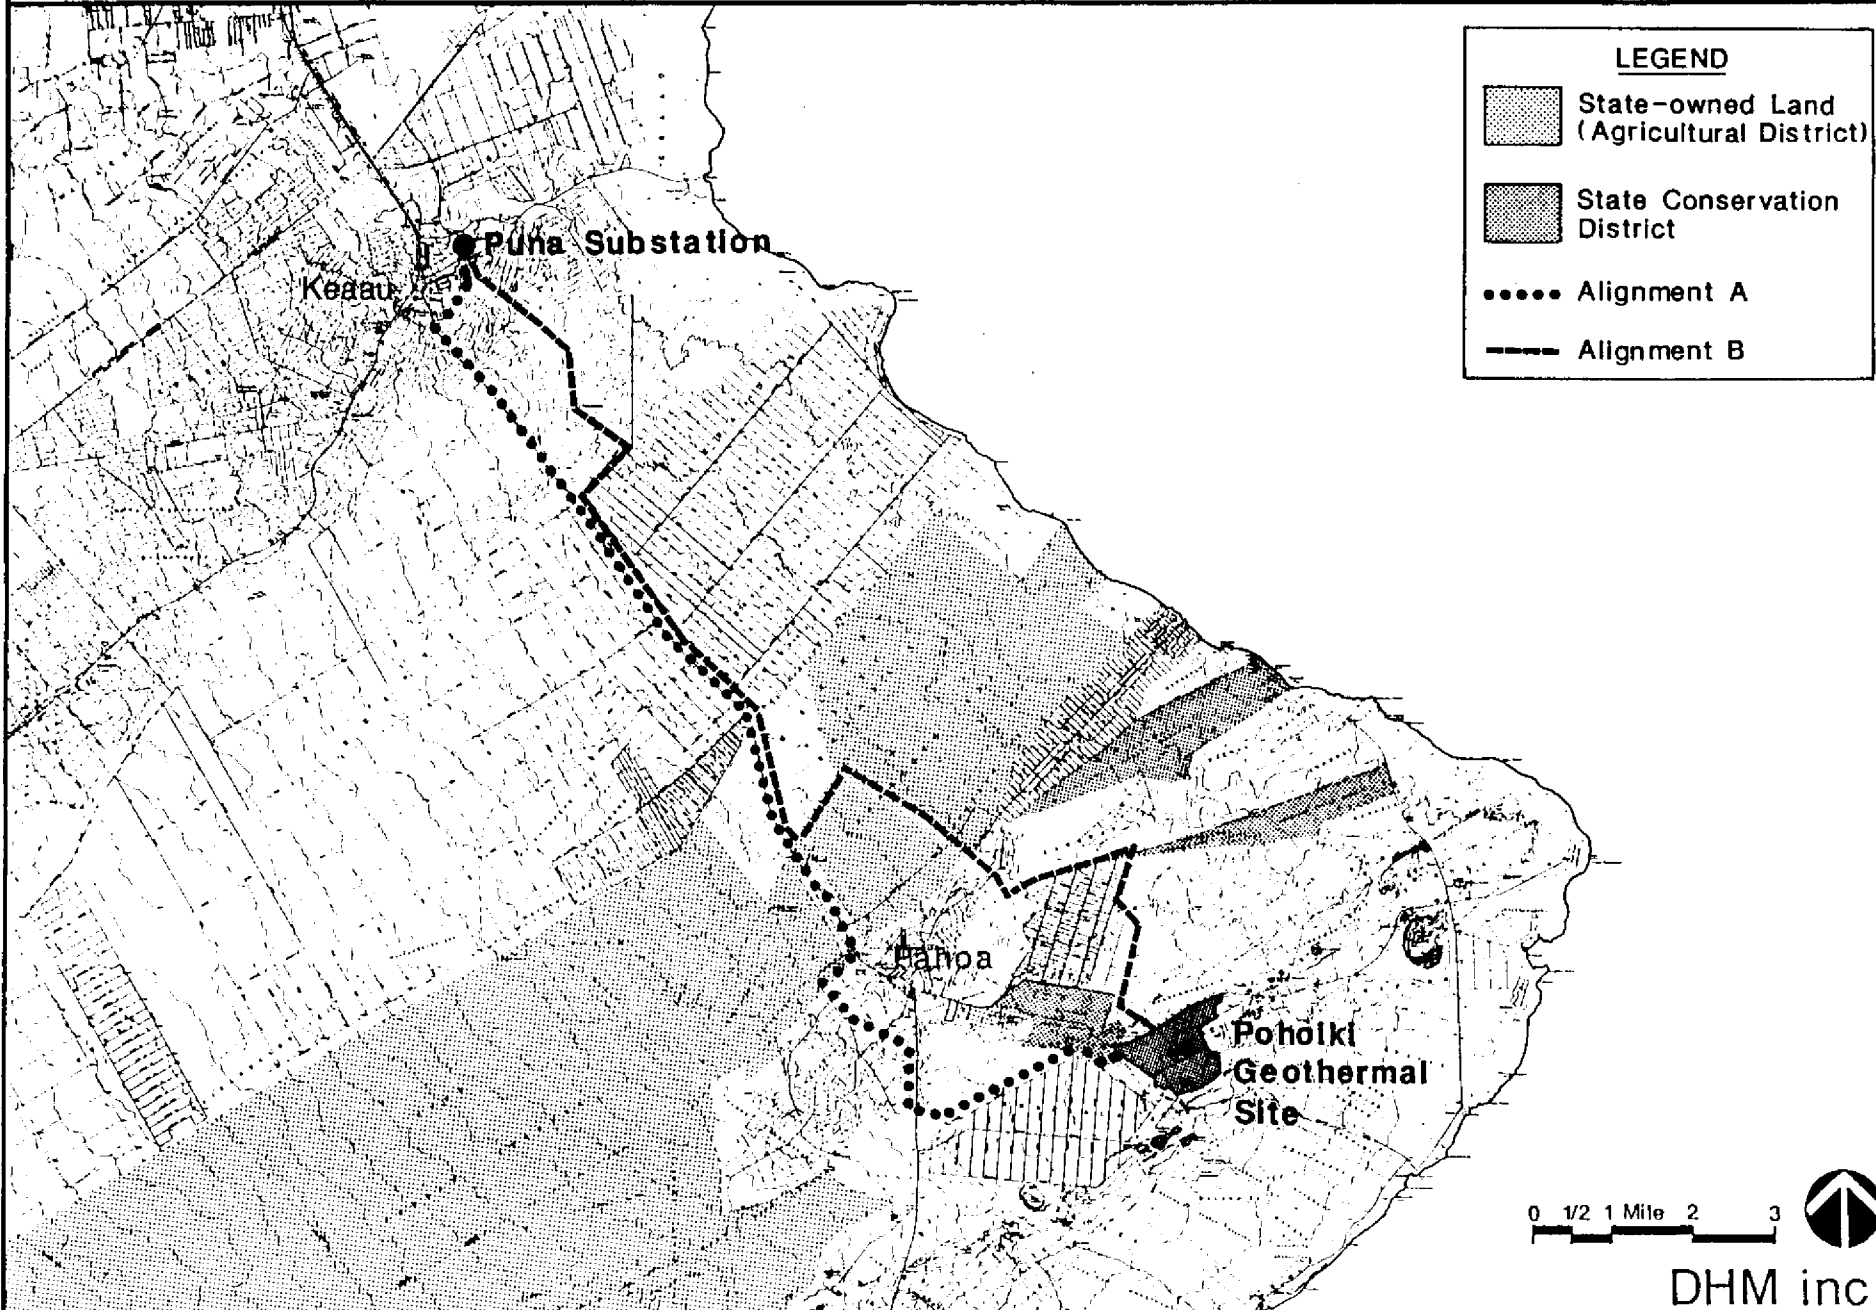 LEGEND
State-owned Land
(Agricultural District)
State Conservation
District
Alignment A
Alignment B
Puna Substation
Keaau
Pahoa
Pohoiki
Geothermal
Site
0 1/2 1 Mile 2 3
DHM inc